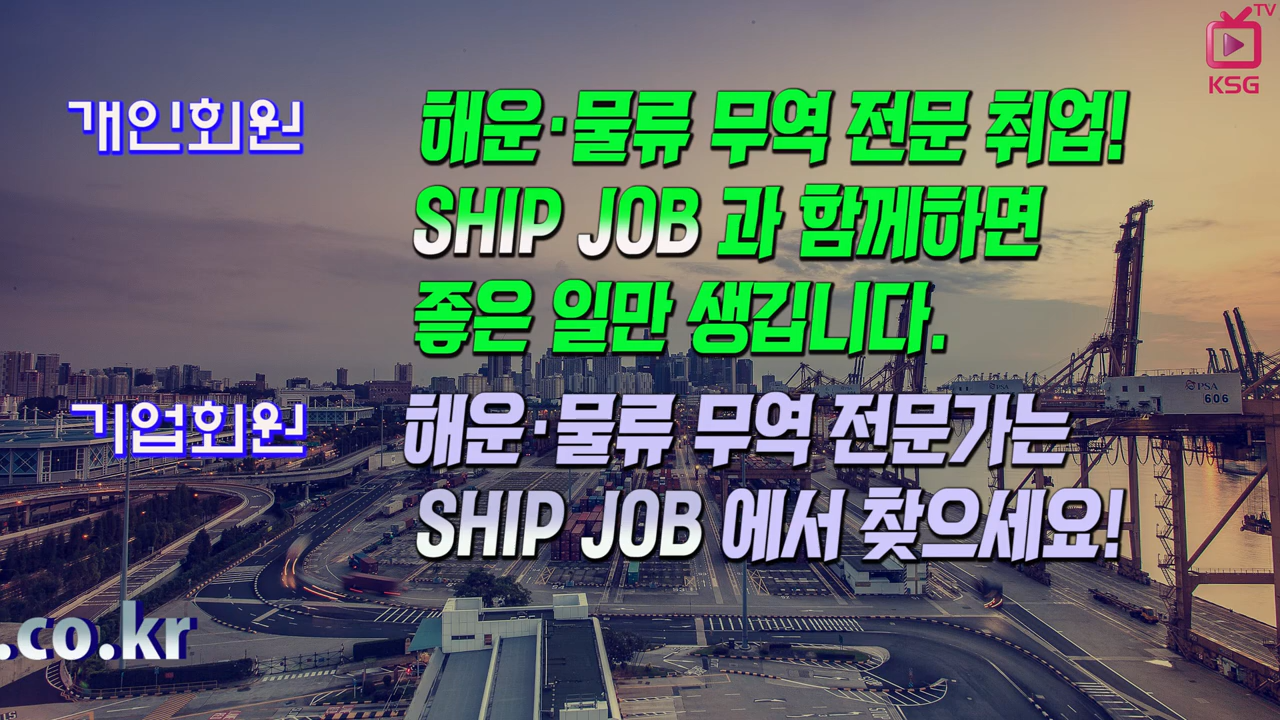 TV
KSG
개인회원
해운·물류 무역 전문 취업!
SHIP JOB 과 함께하면
좋은 일만 생깁니다.
PSA
606
기업회원
해운·물류 무역 전문가는
SHIP JOB 에서 찾으세요!
.co.kr